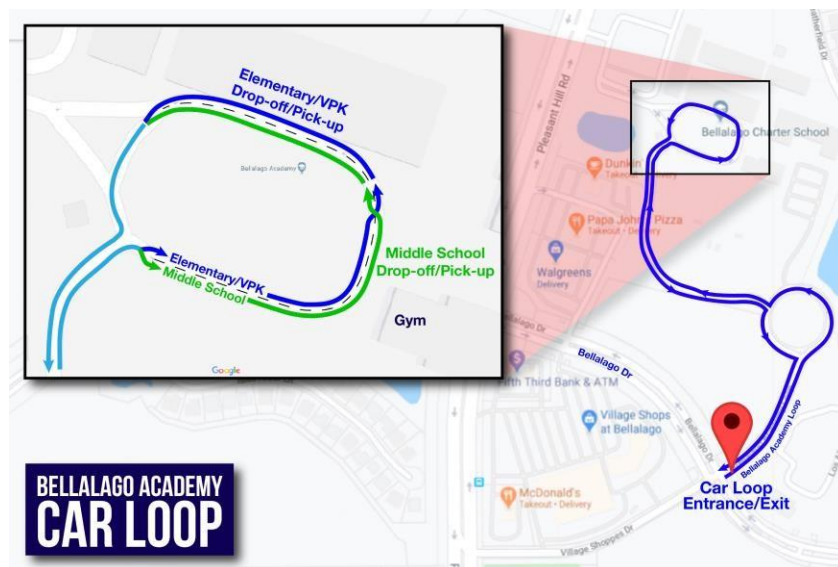 Elementary/VPK
Drop-off/Pick-up
Bellalago Academy
Elementary/VPK
Middle School
Middle School
Drop-off/Pick-up
Gym
Google
Pleasant Hill Rd
Bellalago Charter School
Dunkin'
Takeout • Delivery
Papa John's Pizza
Takeout • Delivery
Walgreens
Delivery
Bellalago Dr
Bellalago Dr
Fifth Third Bank & ATM
Village Shops
at Bellalago
Bellalago Dr
Bellalago Academy Loop
Car Loop
Entrance/Exit
McDonald's
Takeout • Delivery
Village Shoppes Dr
BELLALAGO ACADEMY
CAR LOOP